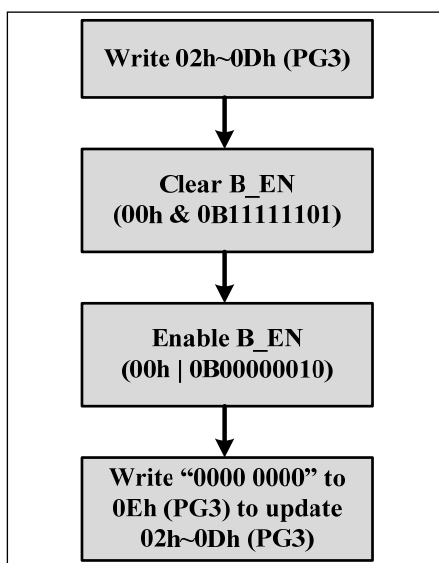 Write 02h~0Dh (PG3)
Clear B_EN
(00h & 0B11111101)
Enable B_EN
(00h | 0B00000010)
Write “0000 0000” to
0Eh (PG3) to update
02h~0Dh (PG3)